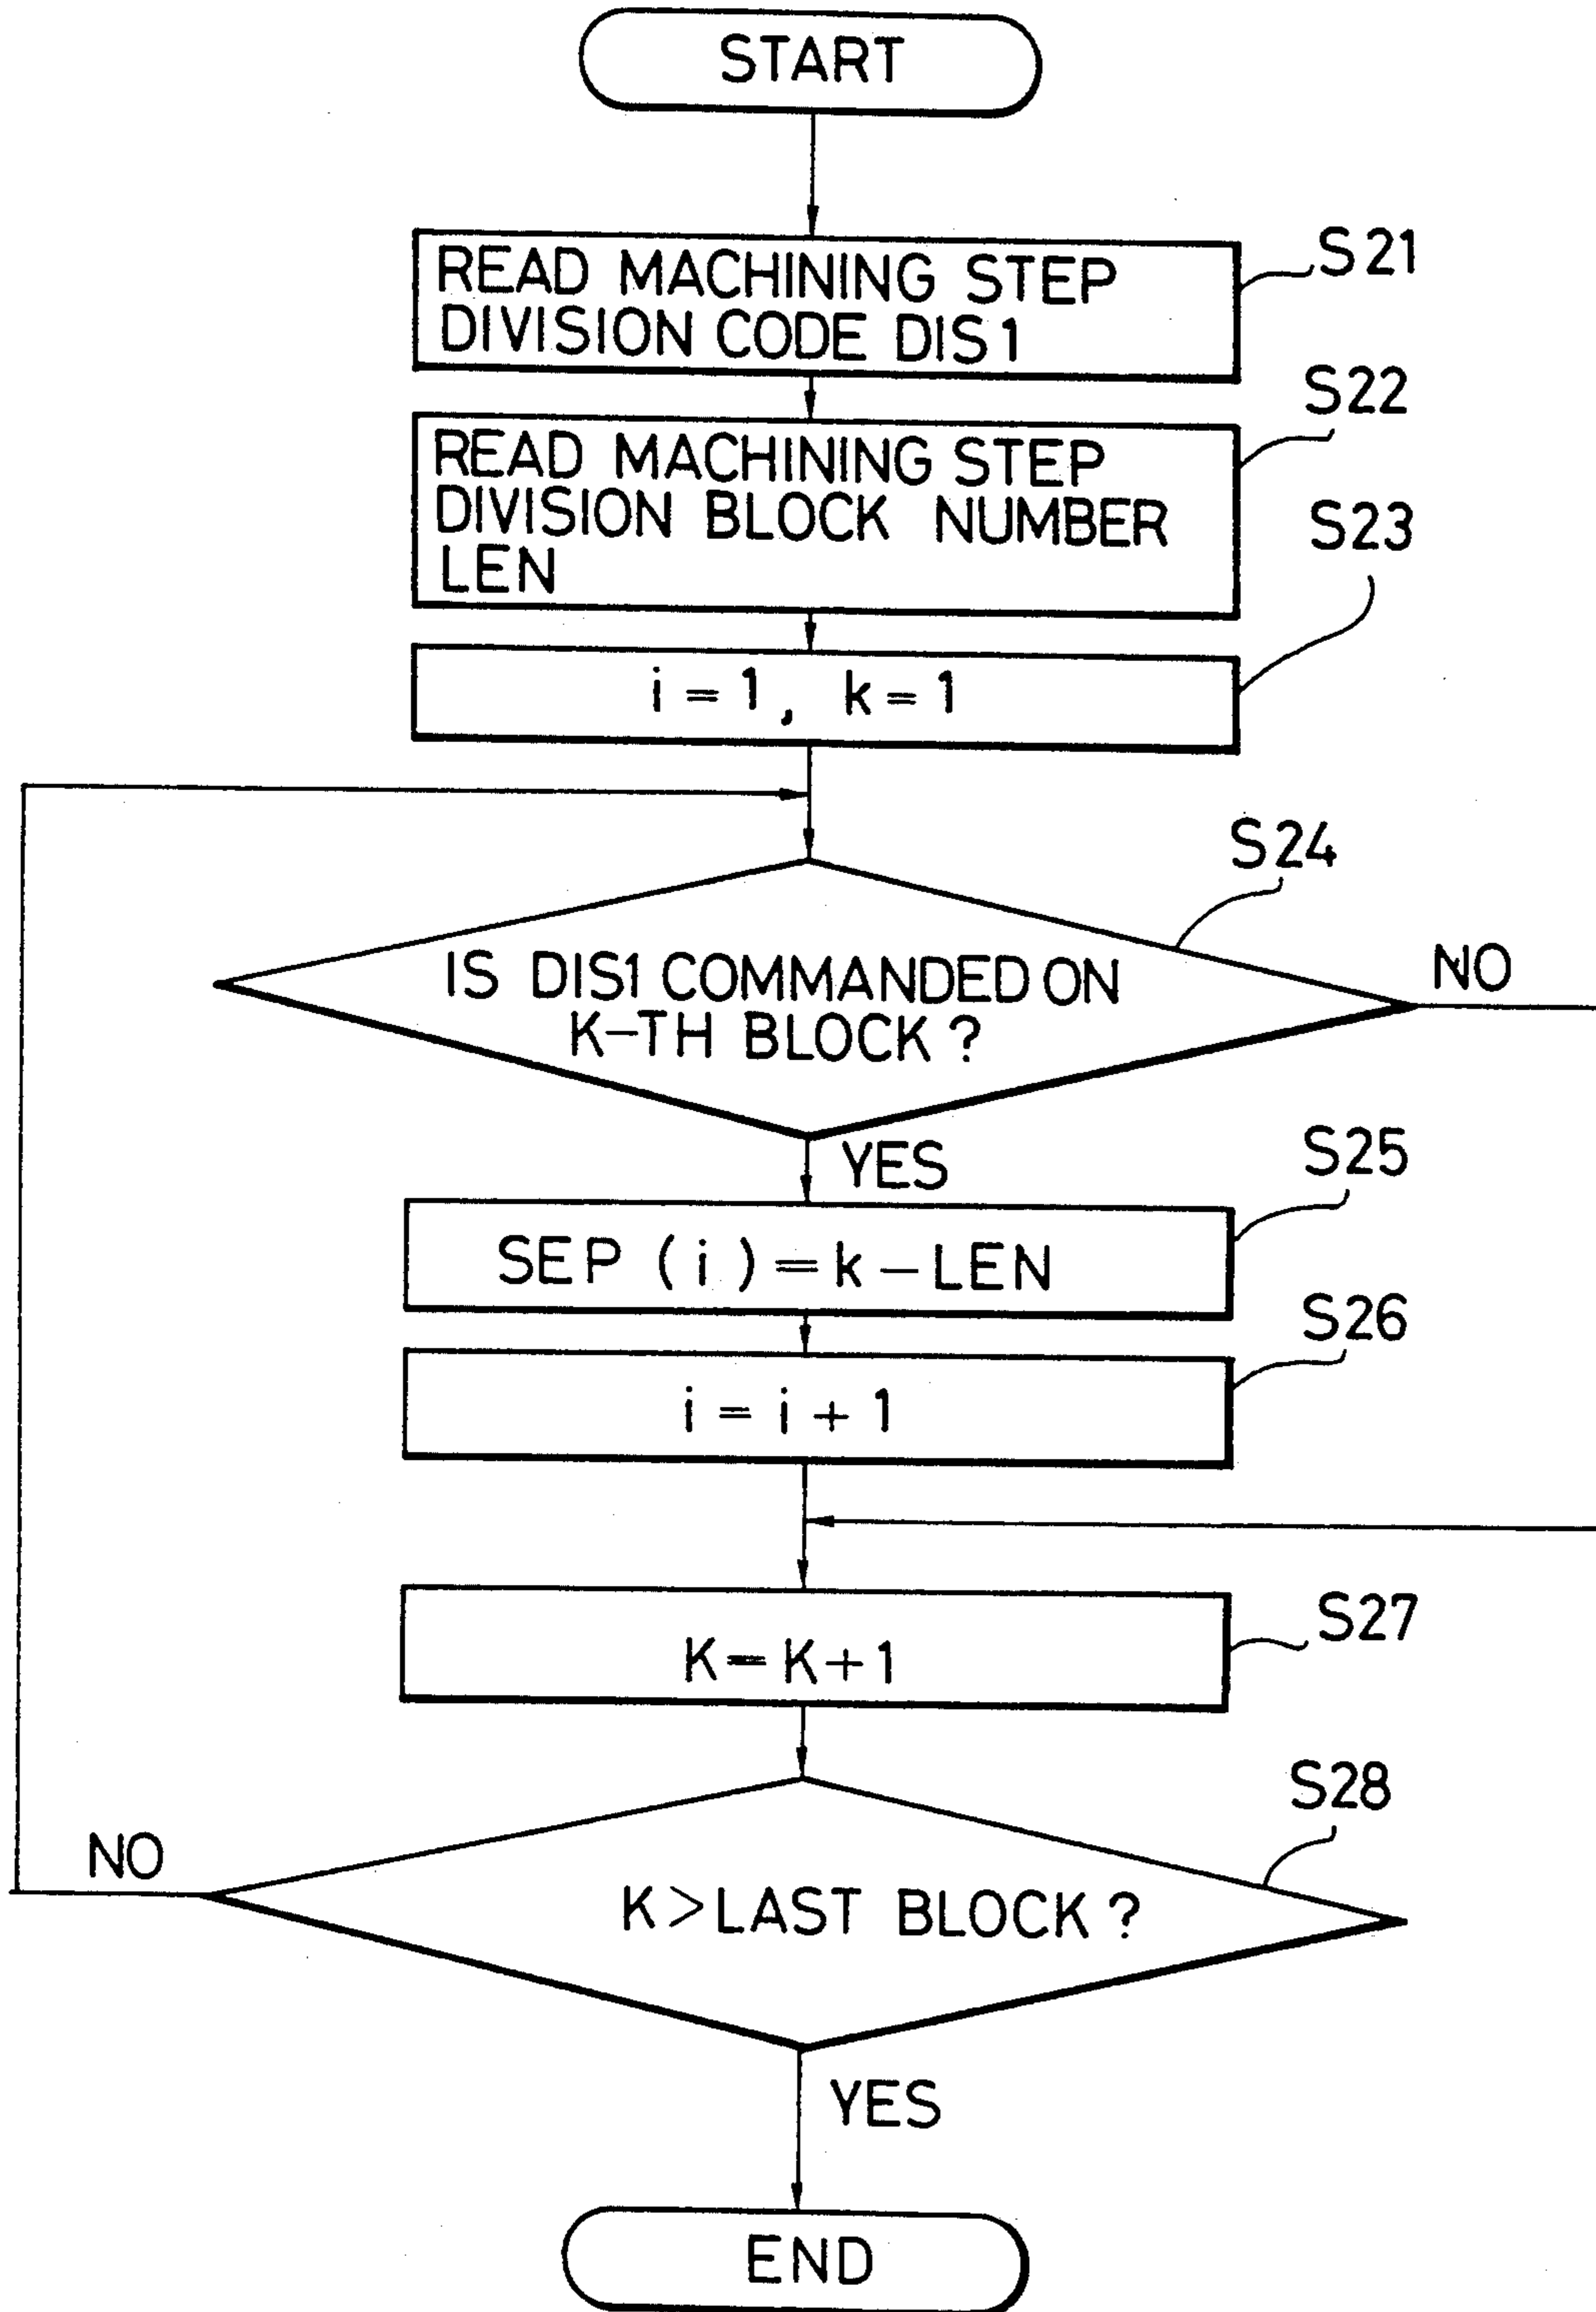 START
READ MACHINING STEP
DIVISION CODE DIS1
S21
READ MACHINING STEP
DIVISION BLOCK NUMBER
LEN
S22
i = 1, k = 1
S23
IS DIS1 COMMANDED ON
K-TH BLOCK ?
S24
NO
YES
SEP (i) = k - LEN
S25
i = i + 1
S26
K = K + 1
S27
K > LAST BLOCK ?
S28
NO
YES
END